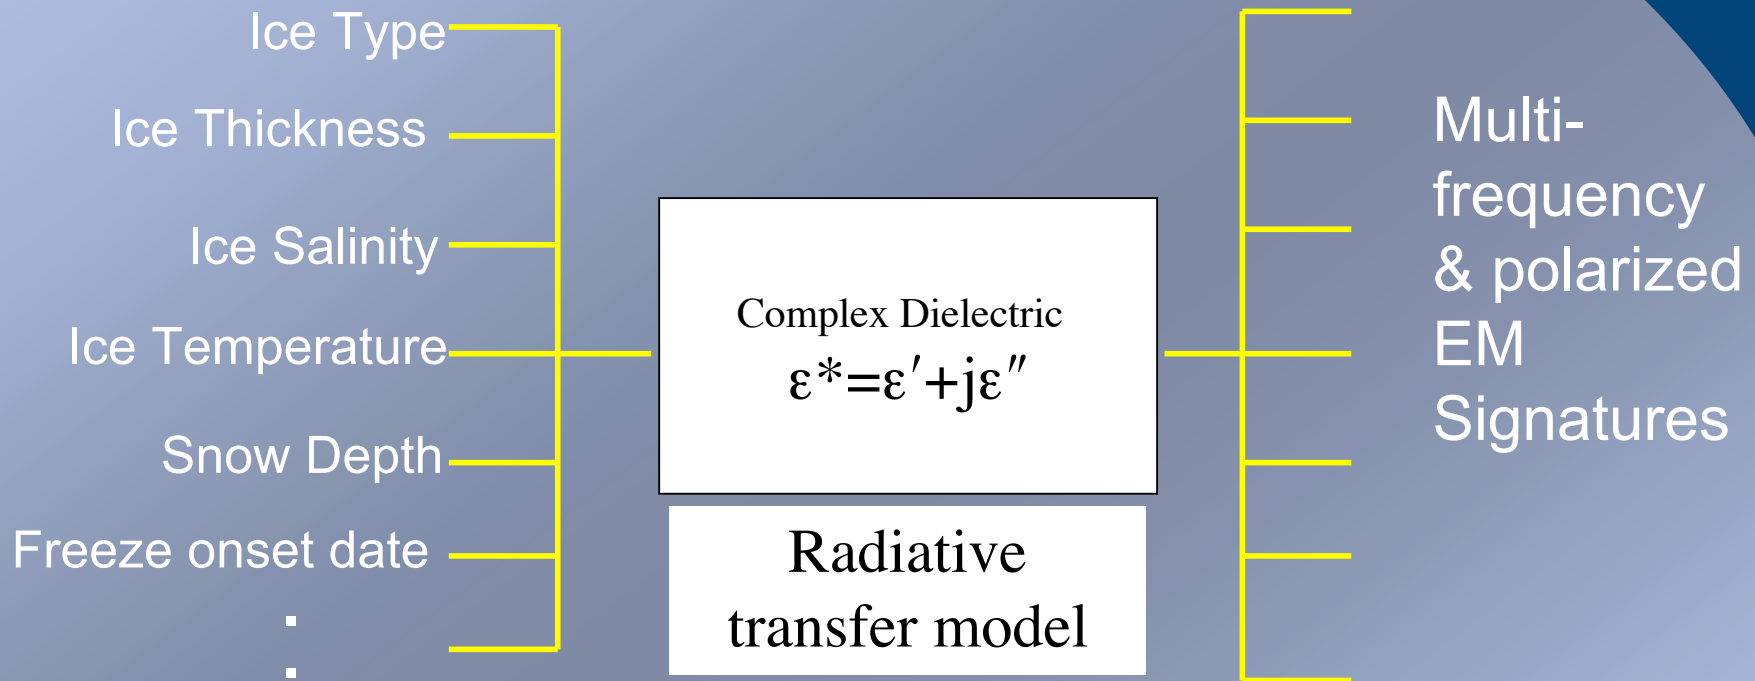 Ice Type
Ice Thickness
Ice Salinity
Ice Temperature
Snow Depth
Freeze onset date
.
.
Complex Dielectric
ε*=ε′+jε″
Radiative
transfer model
Multi-
frequency
& polarized
EM
Signatures